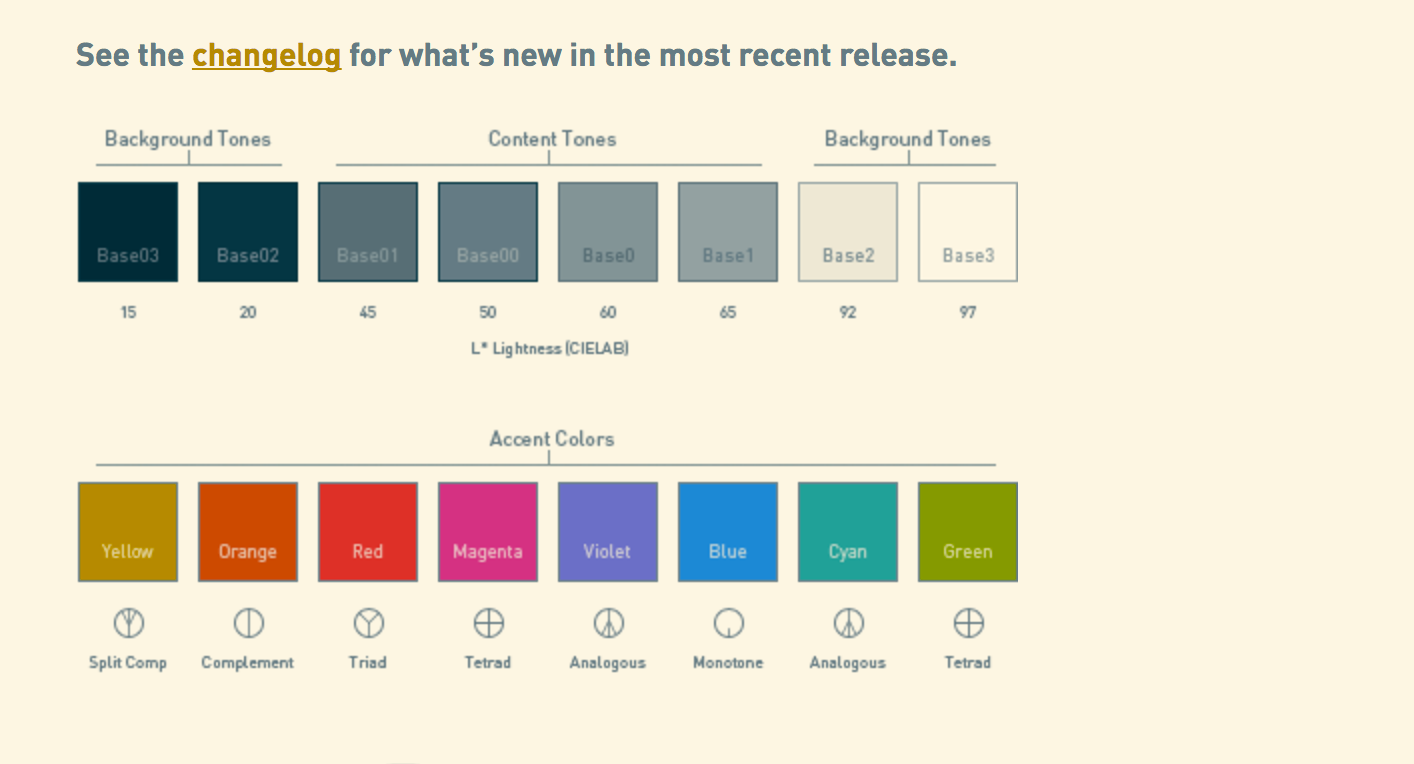 See the changelog for what’s new in the most recent release.
Background Tones Content Tones Background Tones
Base03 Base02 Base01 Base00 Base0 Base1 Base2 Base3
15 20 45 50 60 65 92 97
L* Lightness (CIELAB)
Accent Colors
Yellow Orange Red Magenta Violet Blue Cyan Green
Split Comp Complement Triad Tetrad Analogous Monotone Analogous Tetrad